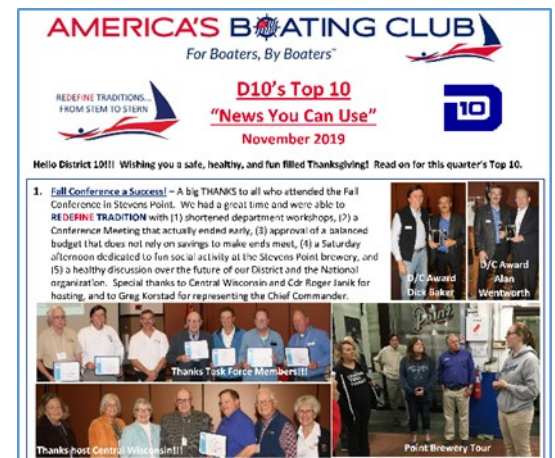 AMERICA'S BOATING CLUB
For Boaters, By Boaters™
REDEFINE TRADITIONS...
FROM STEM TO STERN
D10's Top 10
"News You Can Use"
November 2019
D
10
Hello District 10!!! Wishing you a safe, healthy, and fun filled Thanksgiving! Read on for this quarter's Top 10.
1. Fall Conference a Success! – A big THANKS to all who attended the Fall
Conference in Stevens Point. We had a great time and were able to
REDEFINE TRADITION with (1) shortened department workshops, (2) a
Conference Meeting that actually ended early, (3) approval of a balanced
budget that does not rely on savings to make ends meet, (4) a Saturday
afternoon dedicated to fun social activity at the Stevens Point brewery, and
(5) a healthy discussion over the future of our District and the National
organization. Special thanks to Central Wisconsin and Cdr Roger Janik for
hosting, and to Greg Korstad for representing the Chief Commander.
D/C Award
Dick Baker
D/C Award
Alan
Wentworth
Thanks Task Force Members!!!
Point
Thanks host Central Wisconsin!!!
Point Brewery Tour